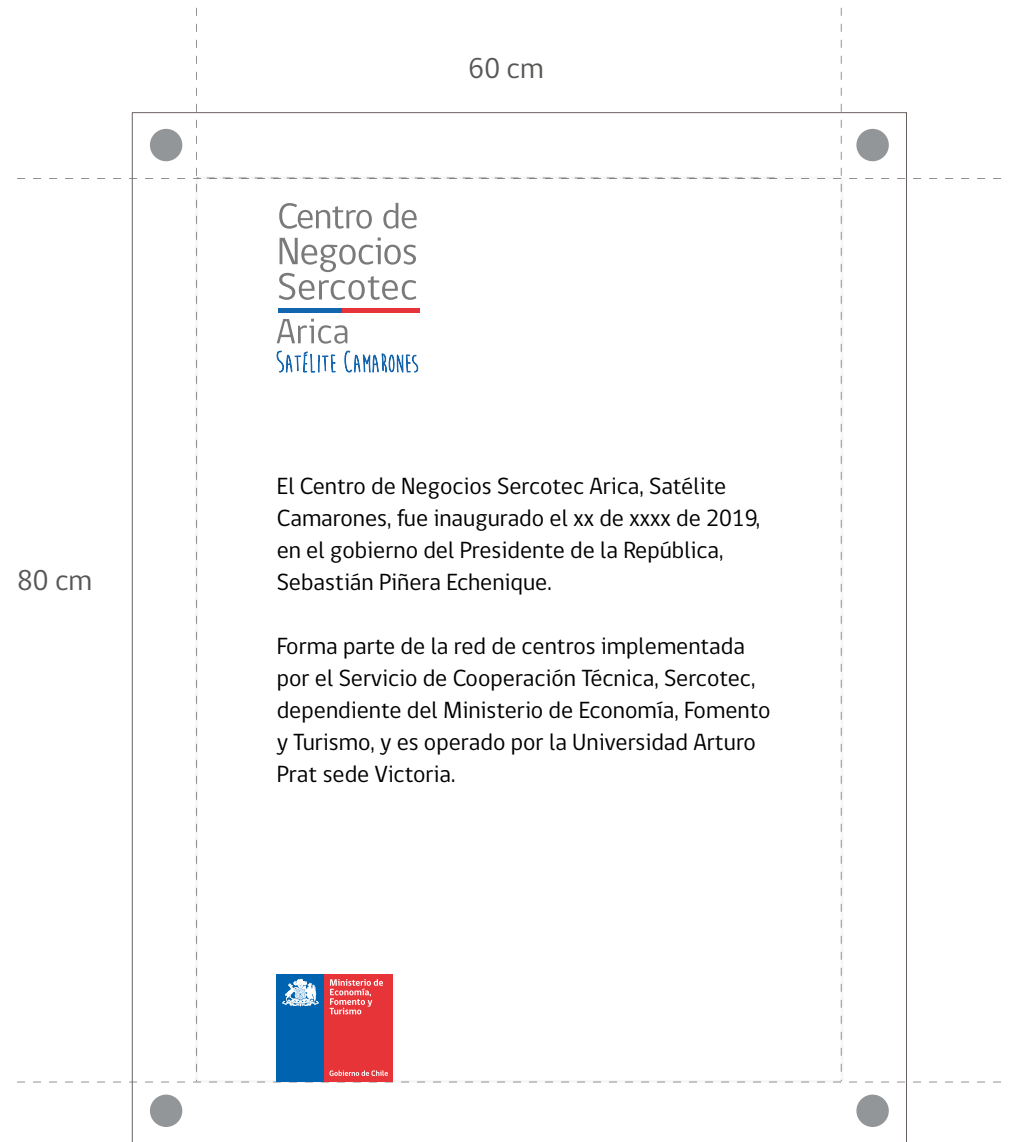 60 cm
Centro de
Negocios
Sercotec
Arica
SATÉLITE CAMARONES
El Centro de Negocios Sercotec Arica, Satélite
Camarones, fue inaugurado el xx de xxxx de 2019,
en el gobierno del Presidente de la República,
Sebastián Piñera Echenique.
80 cm
Forma parte de la red de centros implementada
por el Servicio de Cooperación Técnica, Sercotec,
dependiente del Ministerio de Economía, Fomento
y Turismo, y es operado por la Universidad Arturo
Prat sede Victoria.
Ministerio de
Economía,
Fomento y
Turismo
Gobierno de Chile